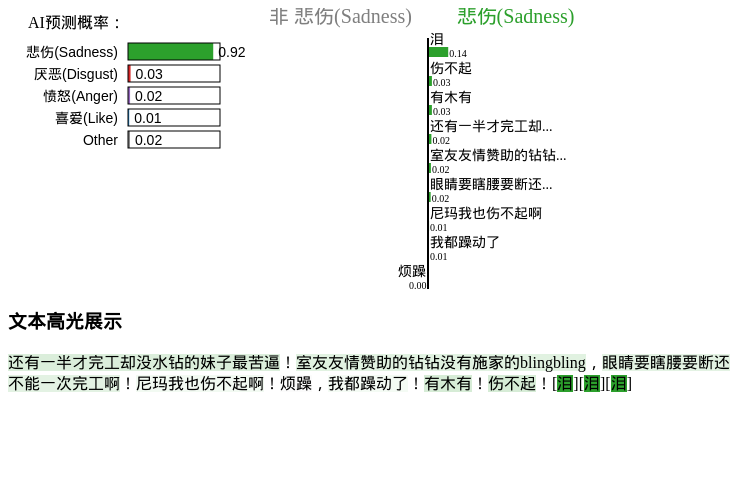 AI预测概率：
悲伤(Sadness) 0.92
厌恶(Disgust) 0.03
愤怒(Anger) 0.02
喜爱(Like) 0.01
Other 0.02
非 悲伤(Sadness) 悲伤(Sadness)
泪
0.14
伤不起
0.03
有木有
0.03
还有一半才完工却...
0.02
室友友情赞助的钻钻...
0.02
眼睛要瞎腰要断还...
0.02
尼玛我也伤不起啊
0.01
我都躁动了
0.01
烦躁
0.00
文本高光展示
还有一半才完工却没水钻的妹子最苦逼！室友友情赞助的钻钻没有施家的blingbling，眼睛要瞎腰要断还
不能一次完工啊！尼玛我也伤不起啊！烦躁，我都躁动了！有木有！伤不起！[泪][泪][泪]